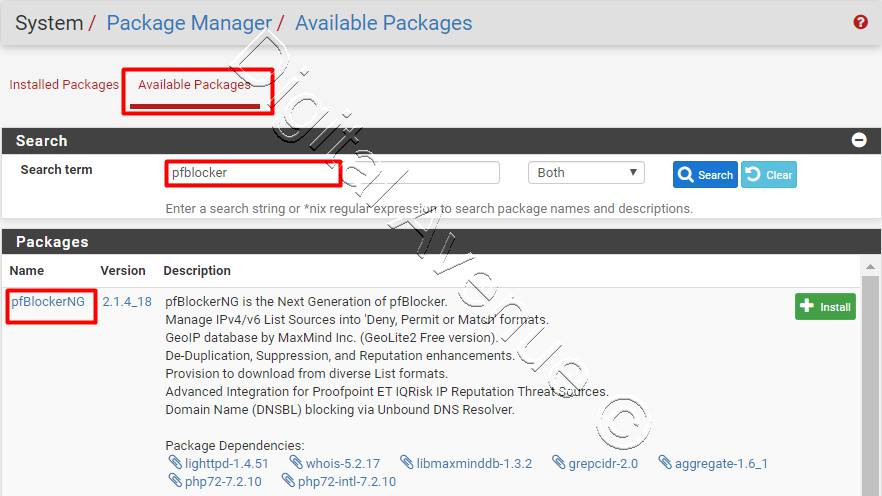 System / Package Manager / Available Packages
Installed Packages Available Packages
Search
Search term pfblocker Both Search Clear
Enter a search string or *nix regular expression to search package names and descriptions.
Packages
Name Version Description
pfBlockerNG 2.1.4_18 pfBlockerNG is the Next Generation of pfBlocker. Install
Manage IPv4/v6 List Sources into 'Deny, Permit or Match' formats.
GeoIP database by MaxMind Inc. (GeoLite2 Free version).
De-Duplication, Suppression, and Reputation enhancements.
Provision to download from diverse List formats.
Advanced Integration for Proofpoint ET IQRisk IP Reputation Threat Sources.
Domain Name (DNSBL) blocking via Unbound DNS Resolver.
Package Dependencies:
lighttpd-1.4.51 whois-5.2.17 libmaxminddb-1.3.2 grepcidr-2.0 aggregate-1.6_1
php72-7.2.10 php72-intl-7.2.10
Digital Avenue ©